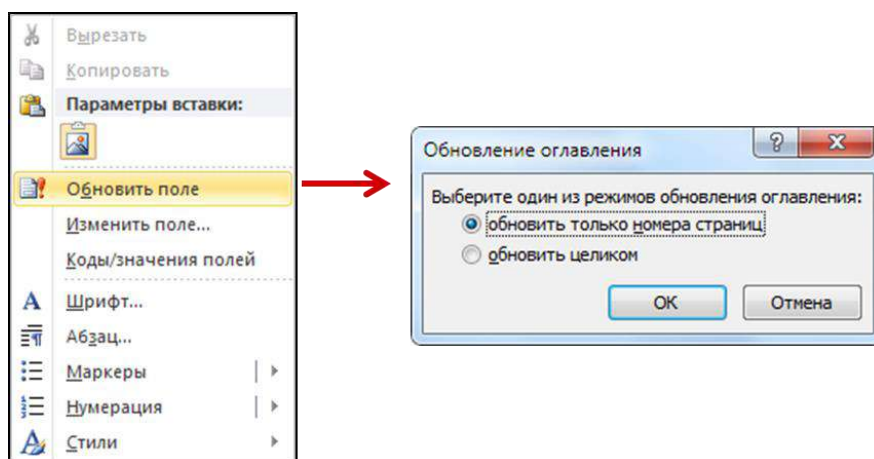 Вырезать
Копировать
Параметры вставки:
Обновить поле
Изменить поле...
Коды/значения полей
Шрифт...
Абзац...
Маркеры
Нумерация
Стили
Обновление оглавления
Выберите один из режимов обновления оглавления:
обновить только номера страниц
обновить целиком
ОК
Отмена